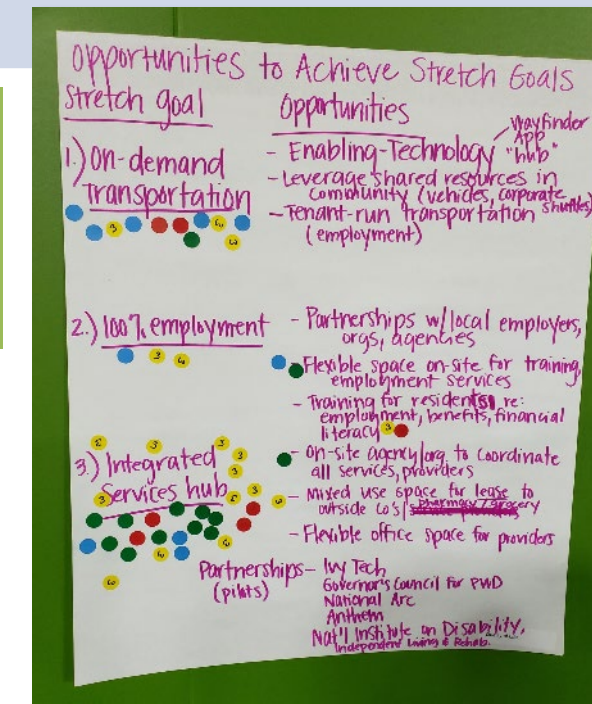 Opportunities to Achieve Stretch Goals
Stretch goal
Opportunities
1.) On-demand
Transportation
- Enabling-Technology
Wayfinder
App
"hub"
- Leverage shared resources in
community (vehicles, corporate
shuttles)
- Tenant-run transportation
(employment)
2.) 100% employment
- Partnerships w/local employers,
orgs, agencies
- Flexible space on-site for training,
employment services
- Training for residents re:
employment, benefits, financial
literacy
3.) Integrated
Services hub
- On-site agency/org to coordinate
all services, providers
- Mixed use space for lease to
outside co's/pharmacy/grocery
- Flexible office space for providers
Partnerships -
(pilots)
Ivy Tech
Governor's Council for PWD
National Arc
Anthem
Nat'l Institute on Disability,
Independent Living & Rehab.